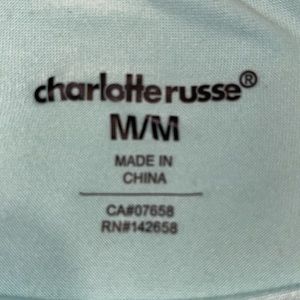 charlotte russe®
M/M
MADE IN
CHINA
CA#07658
RN#142658